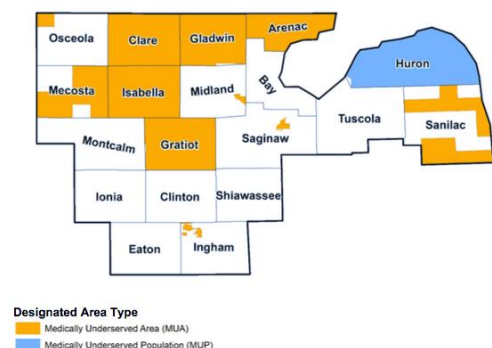 Osceola
Clare
Gladwin
Arenac
Huron
Mecosta
Isabella
Midland
Bay
Tuscola
Sanilac
Montcalm
Gratiot
Saginaw
Ionia
Clinton
Shiawassee
Eaton
Ingham
Designated Area Type
Medically Underserved Area (MUA)
Medically Underserved Population (MUP)